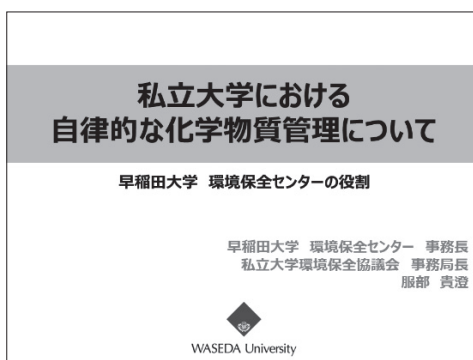 私立大学における
自律的な化学物質管理について
早稲田大学 環境保全センターの役割
早稲田大学 環境保全センター 事務長
私立大学環境保全協議会 事務局長
服部 貴澄
WASEDA University